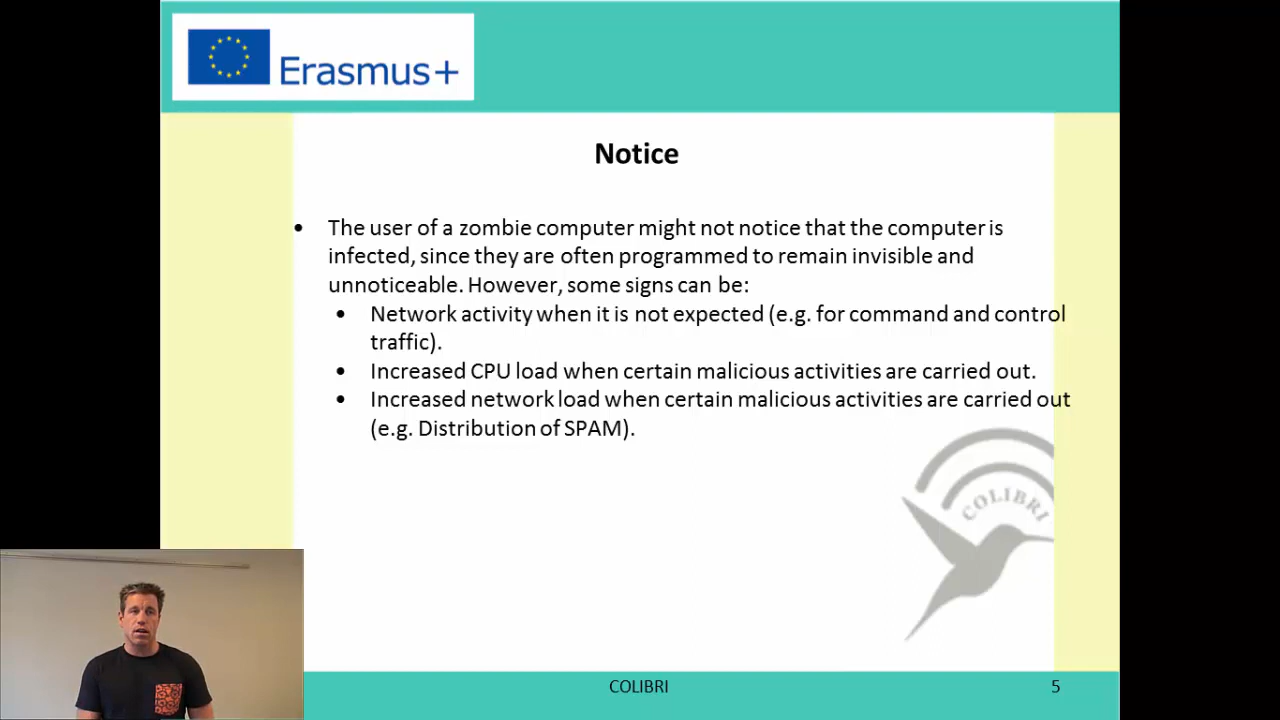 Erasmus+
Notice
• The user of a zombie computer might not notice that the computer is
infected, since they are often programmed to remain invisible and
unnoticeable. However, some signs can be:
• Network activity when it is not expected (e.g. for command and control
traffic).
• Increased CPU load when certain malicious activities are carried out.
• Increased network load when certain malicious activities are carried out
(e.g. Distribution of SPAM).
COLIBRI
COLIBRI
5